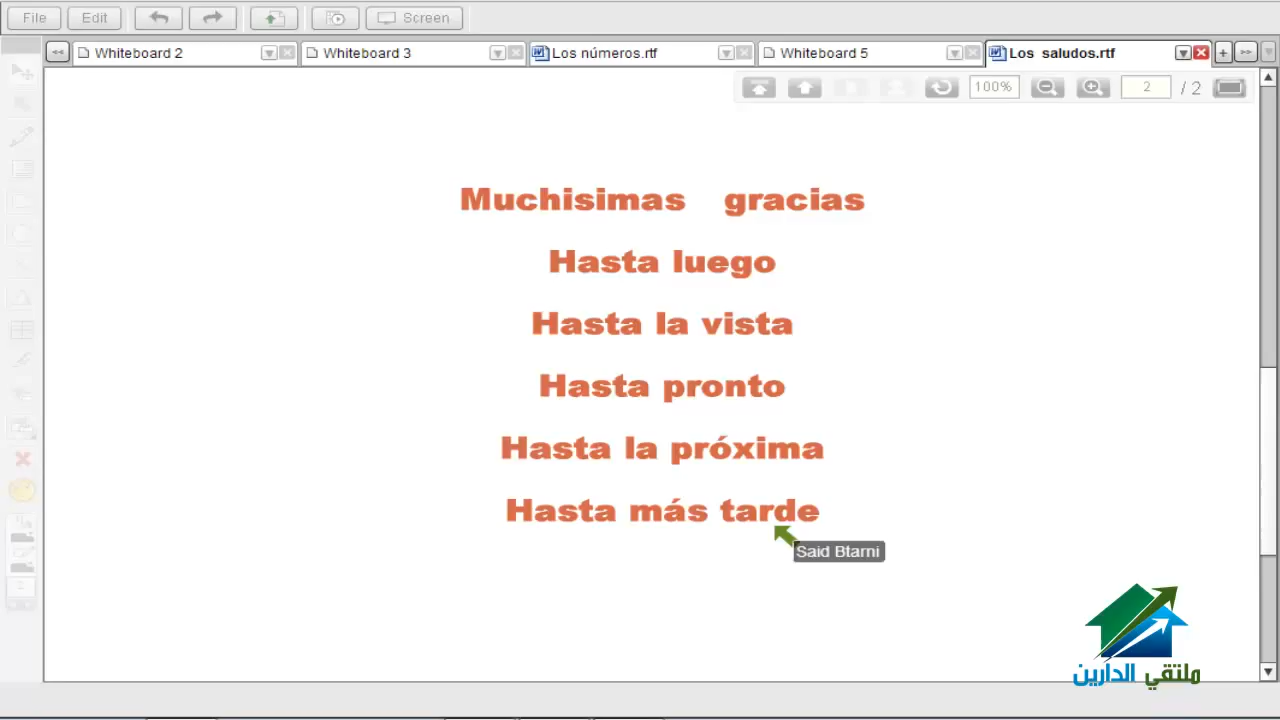 File Edit Screen
Whiteboard 2 Whiteboard 3 Los números.rtf Whiteboard 5 Los saludos.rtf
100% 2 / 2
Muchisimas gracias
Hasta luego
Hasta la vista
Hasta pronto
Hasta la próxima
Hasta más tarde
Said Btarni
ملتقي الدارين